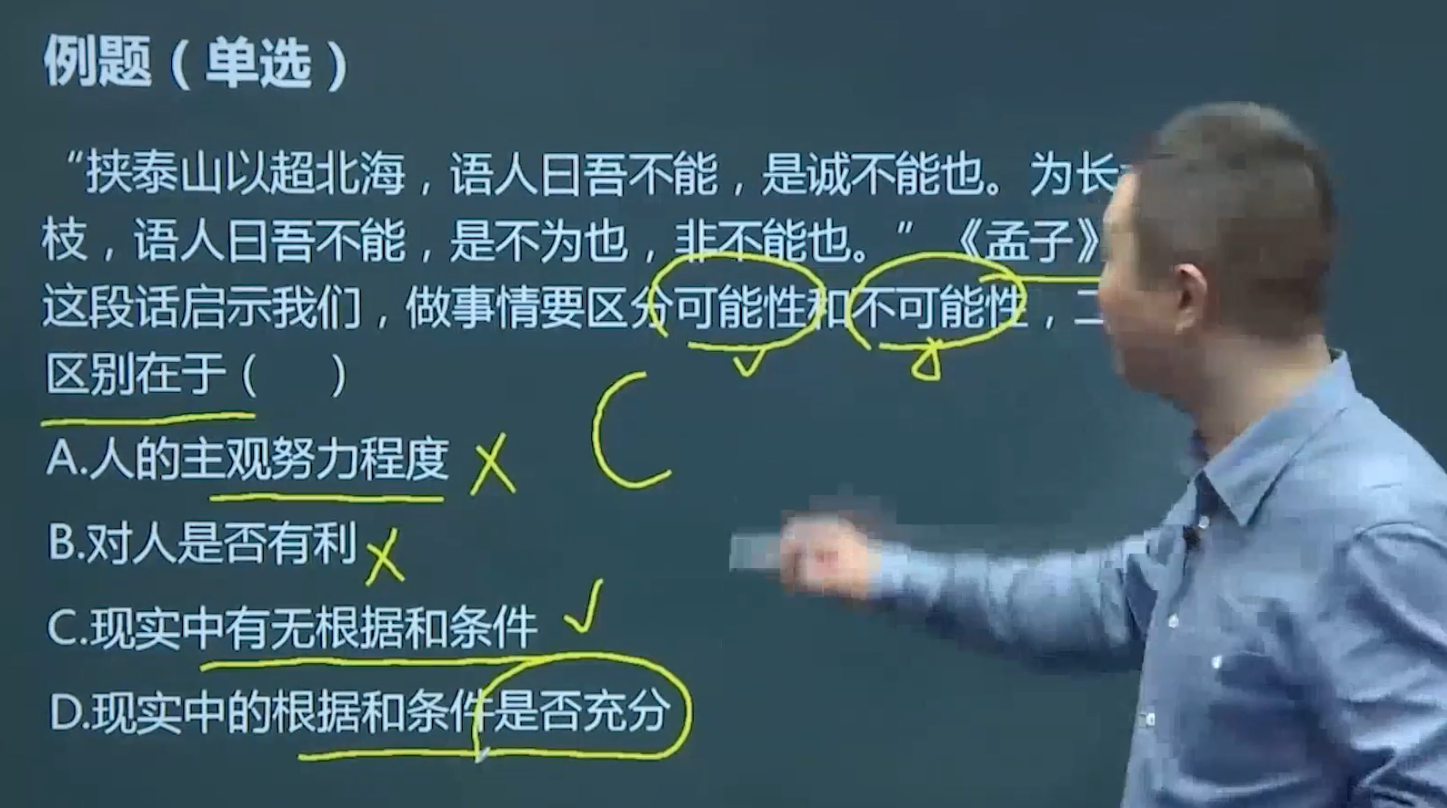 例题（单选）
“挟泰山以超北海，语人曰吾不能，是诚不能也。为长
枝，语人曰吾不能，是不为也，非不能也。”《孟子》
这段话启示我们，做事情要区分可能性和不可能性，二
区别在于（ ）
A.人的主观努力程度
B.对人是否有利
C.现实中有无根据和条件
D.现实中的根据和条件是否充分
C